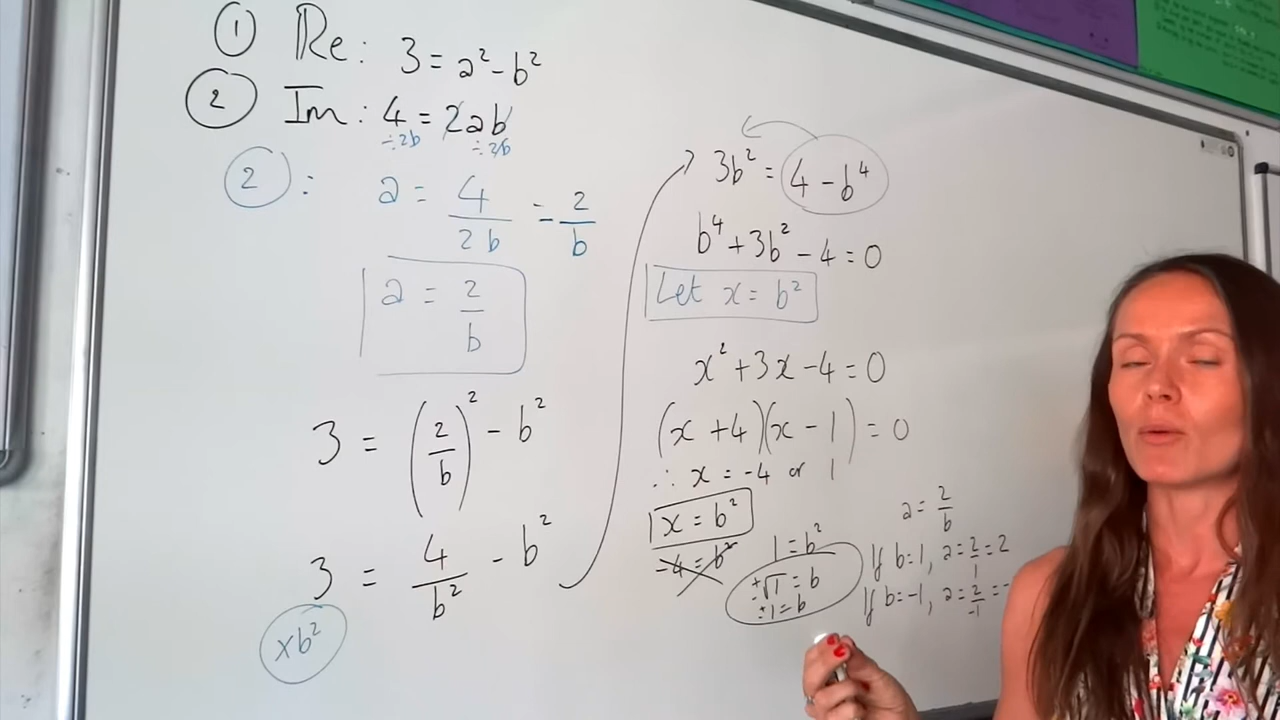 ① Re: 3 = a² - b²
② Im: 4 = 2ab
÷2b ÷2b
② : a = 4/2b = 2/b
a = 2/b
3 = (2/b)² - b²
3 = 4/b² - b²
×b²
3b² = 4 - b⁴
b⁴ + 3b² - 4 = 0
Let x = b²
x² + 3x - 4 = 0
(x + 4)(x - 1) = 0
∴ x = -4 or 1
x = b²
-4 = b²
1 = b²
±√1 = b
±1 = b
a = 2/b
If b=1, a = 2/1 = 2
If b=-1, a = 2/-1 = -